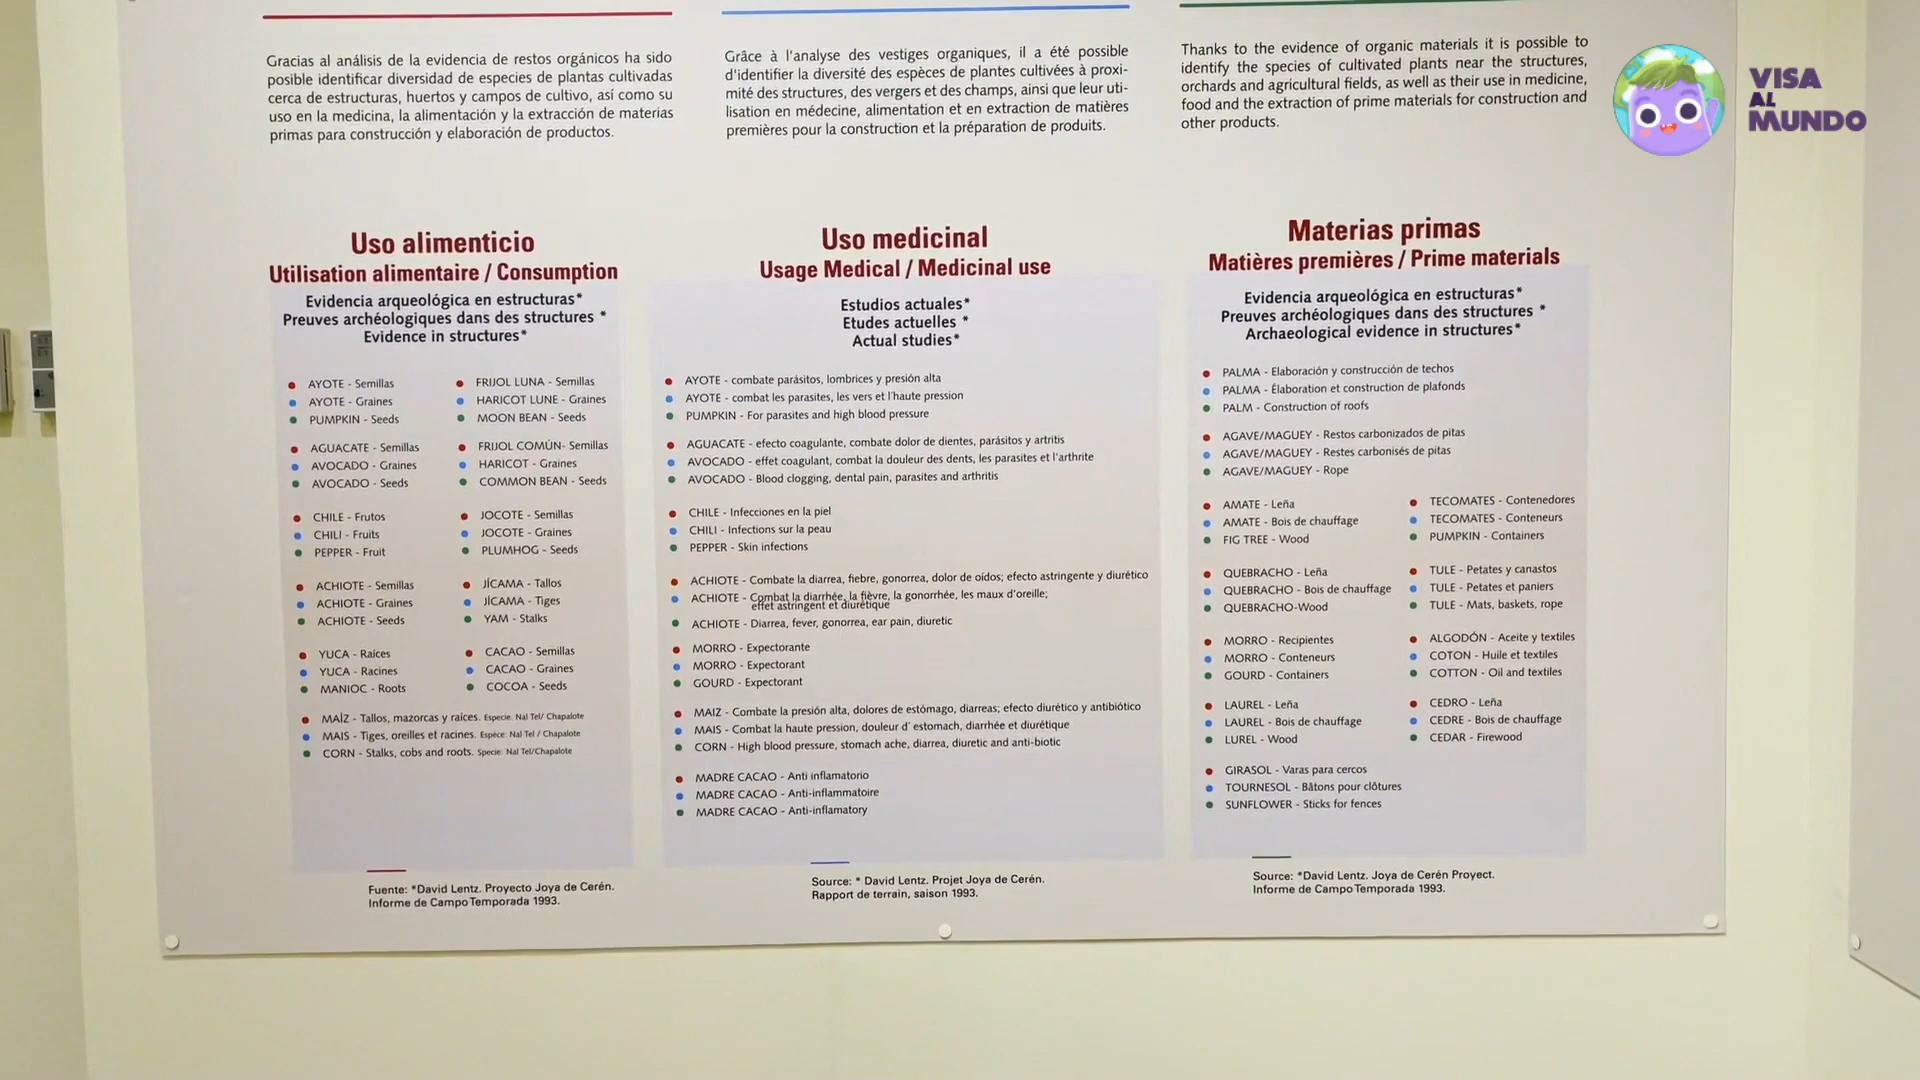 Gracias al análisis de la evidencia de restos orgánicos ha sido
posible identificar diversidad de especies de plantas cultivadas
cerca de estructuras, huertos y campos de cultivo, así como su
uso en la medicina, la alimentación y la extracción de materias
primas para construcción y elaboración de productos.
Grâce à l'analyse des vestiges organiques, il a été possible
d'identifier la diversité des espèces de plantes cultivées à proxi-
mité des structures, des vergers et des champs, ainsi que leur uti-
lisation en médecine, alimentation et en extraction de matières
premières pour la construction et la préparation de produits.
Thanks to the evidence of organic materials it is possible to
identify the species of cultivated plants near the structures,
orchards and agricultural fields, as well as their use in medicine,
food and the extraction of prime materials for construction and
other products.
VISA
AL
MUNDO
Uso alimenticio
Utilisation alimentaire / Consumption
Evidencia arqueológica en estructuras*
Preuves archéologiques dans des structures *
Evidence in structures*
AYOTE - Semillas
AYOTE - Graines
PUMPKIN - Seeds
AGUACATE - Semillas
AVOCADO - Graines
AVOCADO - Seeds
CHILE - Frutos
CHILI - Fruits
PEPPER - Fruit
ACHIOTE - Semillas
ACHIOTE - Graines
ACHIOTE - Seeds
YUCA - Raíces
YUCA - Racines
MANIOC - Roots
FRIJOL LUNA - Semillas
HARICOT LUNE - Graines
MOON BEAN - Seeds
FRIJOL COMÚN- Semillas
HARICOT - Graines
COMMON BEAN - Seeds
JOCOTE - Semillas
JOCOTE - Graines
PLUMHOG - Seeds
JÍCAMA - Tallos
JÍCAMA - Tiges
YAM - Stalks
CACAO - Semillas
CACAO - Graines
COCOA - Seeds
MAÍZ - Tallos, mazorcas y raíces. Especie: Nal Tel/ Chapalote
MAIS - Tiges, oreilles et racines. Espèce: Nal Tel / Chapalote
CORN - Stalks, cobs and roots. Specie: Nal Tel/Chapalote
Fuente: *David Lentz. Proyecto Joya de Cerén.
Informe de Campo Temporada 1993.
Uso medicinal
Usage Medical / Medicinal use
Estudios actuales*
Etudes actuelles *
Actual studies*
AYOTE - combate parásitos, lombrices y presión alta
AYOTE - combat les parasites, les vers et l'haute pression
PUMPKIN - For parasites and high blood pressure
AGUACATE - efecto coagulante, combate dolor de dientes, parásitos y artritis
AVOCADO - effet coagulant, combat la douleur des dents, les parasites et l'arthrite
AVOCADO - Blood clogging, dental pain, parasites and arthritis
CHILE - Infecciones en la piel
CHILI - Infections sur la peau
PEPPER - Skin infections
ACHIOTE - Combate la diarrea, fiebre, gonorrea, dolor de oídos; efecto astringente y diurético
ACHIOTE - Combat la diarrhée, la fièvre, la gonorrhée, les maux d'oreille;
effet astringent et diurétique
ACHIOTE - Diarrea, fever, gonorrea, ear pain, diuretic
MORRO - Expectorante
MORRO - Expectorant
GOURD - Expectorant
MAIZ - Combate la presión alta, dolores de estómago, diarreas; efecto diurético y antibiótico
MAIS - Combat la haute pression, douleur d' estomach, diarrhée et diurétique
CORN - High blood pressure, stomach ache, diarrea, diuretic and anti-biotic
MADRE CACAO - Anti inflamatorio
MADRE CACAO - Anti-inflammatoire
MADRE CACAO - Anti-inflamatory
Source: * David Lentz. Projet Joya de Cerén.
Rapport de terrain, saison 1993.
Materias primas
Matières premières / Prime materials
Evidencia arqueológica en estructuras*
Preuves archéologiques dans des structures *
Archaeological evidence in structures*
PALMA - Elaboración y construcción de techos
PALMA - Élaboration et construction de plafonds
PALM - Construction of roofs
AGAVE/MAGUEY - Restos carbonizados de pitas
AGAVE/MAGUEY - Restes carbonisés de pitas
AGAVE/MAGUEY - Rope
AMATE - Leña
AMATE - Bois de chauffage
FIG TREE - Wood
QUEBRACHO - Leña
QUEBRACHO - Bois de chauffage
QUEBRACHO-Wood
MORRO - Recipientes
MORRO - Conteneurs
GOURD - Containers
LAUREL - Leña
LAUREL - Bois de chauffage
LUREL - Wood
GIRASOL - Varas para cercos
TOURNESOL - Bâtons pour clôtures
SUNFLOWER - Sticks for fences
TECOMATES - Contenedores
TECOMATES - Conteneurs
PUMPKIN - Containers
TULE - Petates y canastos
TULE - Petates et paniers
TULE - Mats, baskets, rope
ALGODÓN - Aceite y textiles
COTON - Huile et textiles
COTTON - Oil and textiles
CEDRO - Leña
CEDRE - Bois de chauffage
CEDAR - Firewood
Source: *David Lentz. Joya de Cerén Proyect.
Informe de Campo Temporada 1993.